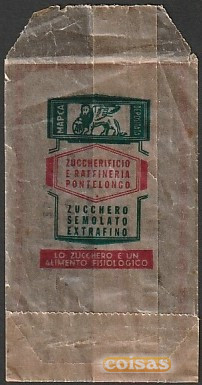 MARCA
DEPOSITATA
ZUCCHERIFICIO
E RAFFINERIA
PONTELONGO
ZUCCHERO
SEMOLATO
EXTRAFINO
LO ZUCCHERO E UN
ALIMENTO FISIOLOGICO
coisas